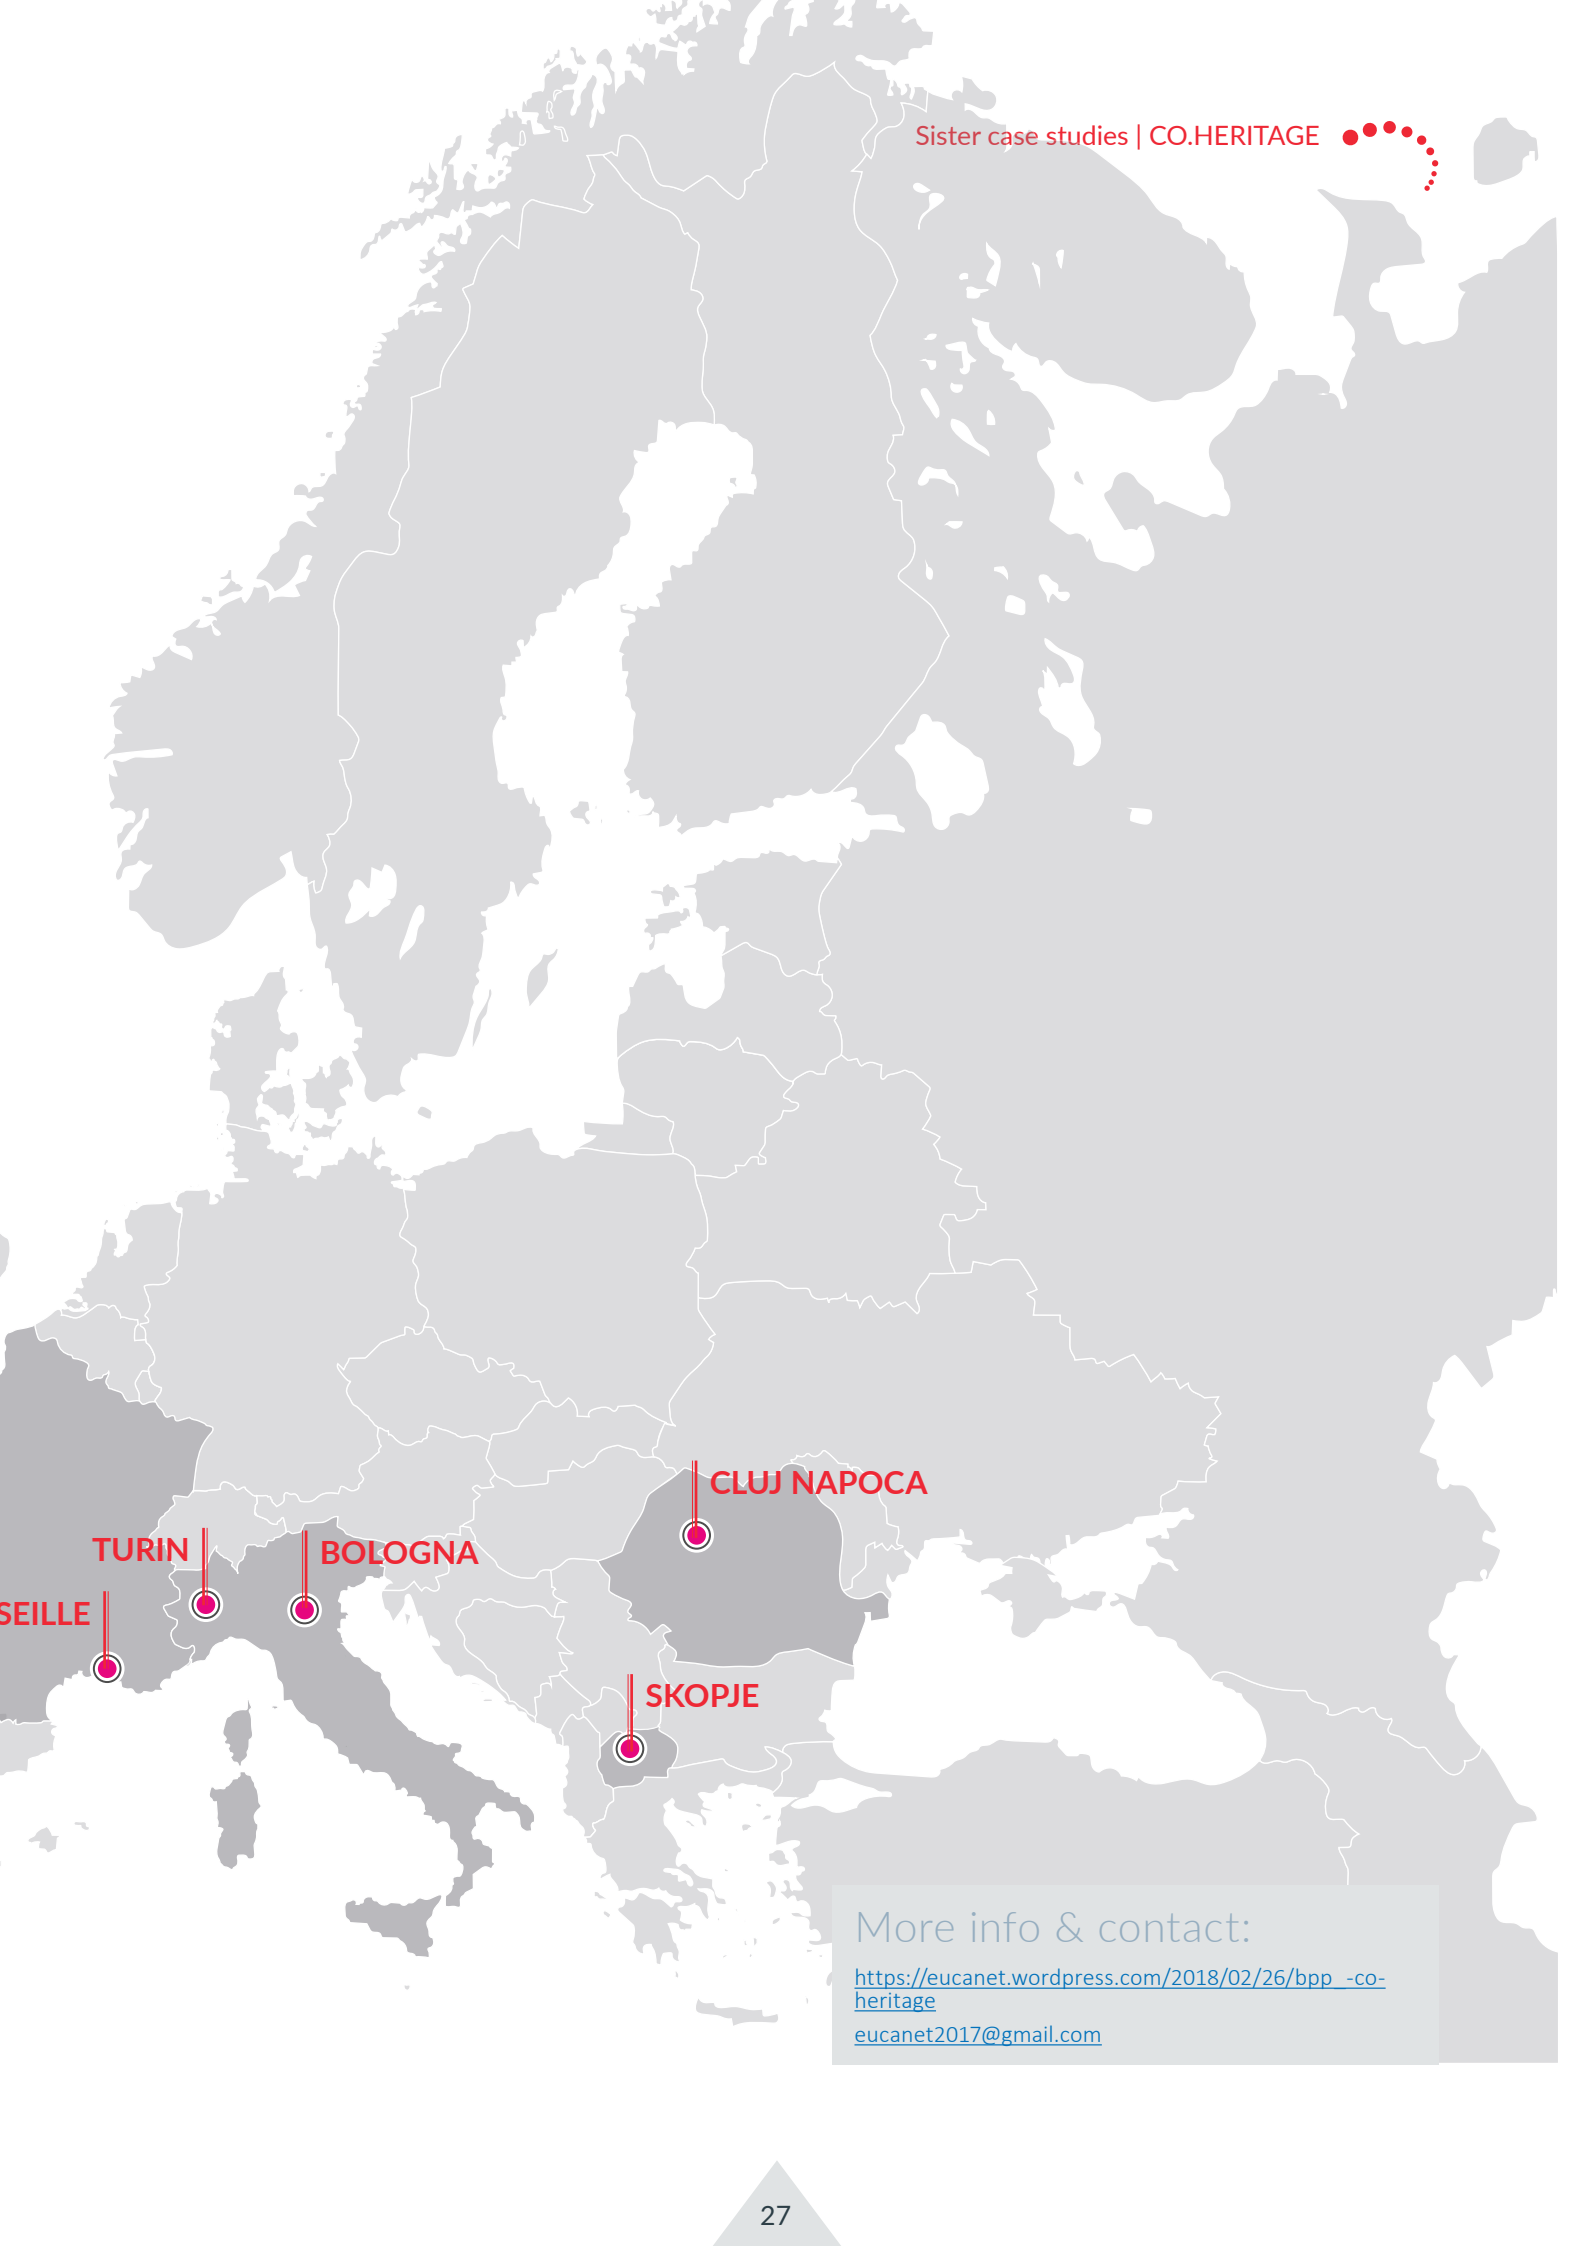 Sister case studies | CO.HERITAGE
CLUJ NAPOCA
TURIN
BOLOGNA
SEILLE
SKOPJE
More info & contact:
https://eucanet.wordpress.com/2018/02/26/bpp_-co-
heritage
eucanet2017@gmail.com
27